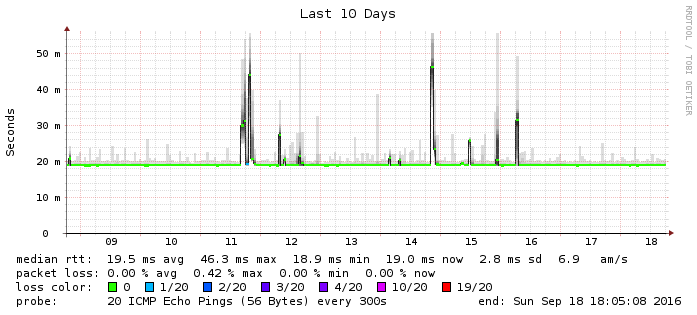 Last 10 Days
RRDTOOL / TOBI OETIKER
Seconds
50 m
40 m
30 m
20 m
10 m
0
09 10 11 12 13 14 15 16 17 18
median rtt: 19.5 ms avg 46.3 ms max 18.9 ms min 19.0 ms now 2.8 ms sd 6.9 am/s
packet loss: 0.00 % avg 0.42 % max 0.00 % min 0.00 % now
loss color: 0 1/20 2/20 3/20 4/20 10/20 19/20
probe: 20 ICMP Echo Pings (56 Bytes) every 300s end: Sun Sep 18 18:05:08 2016